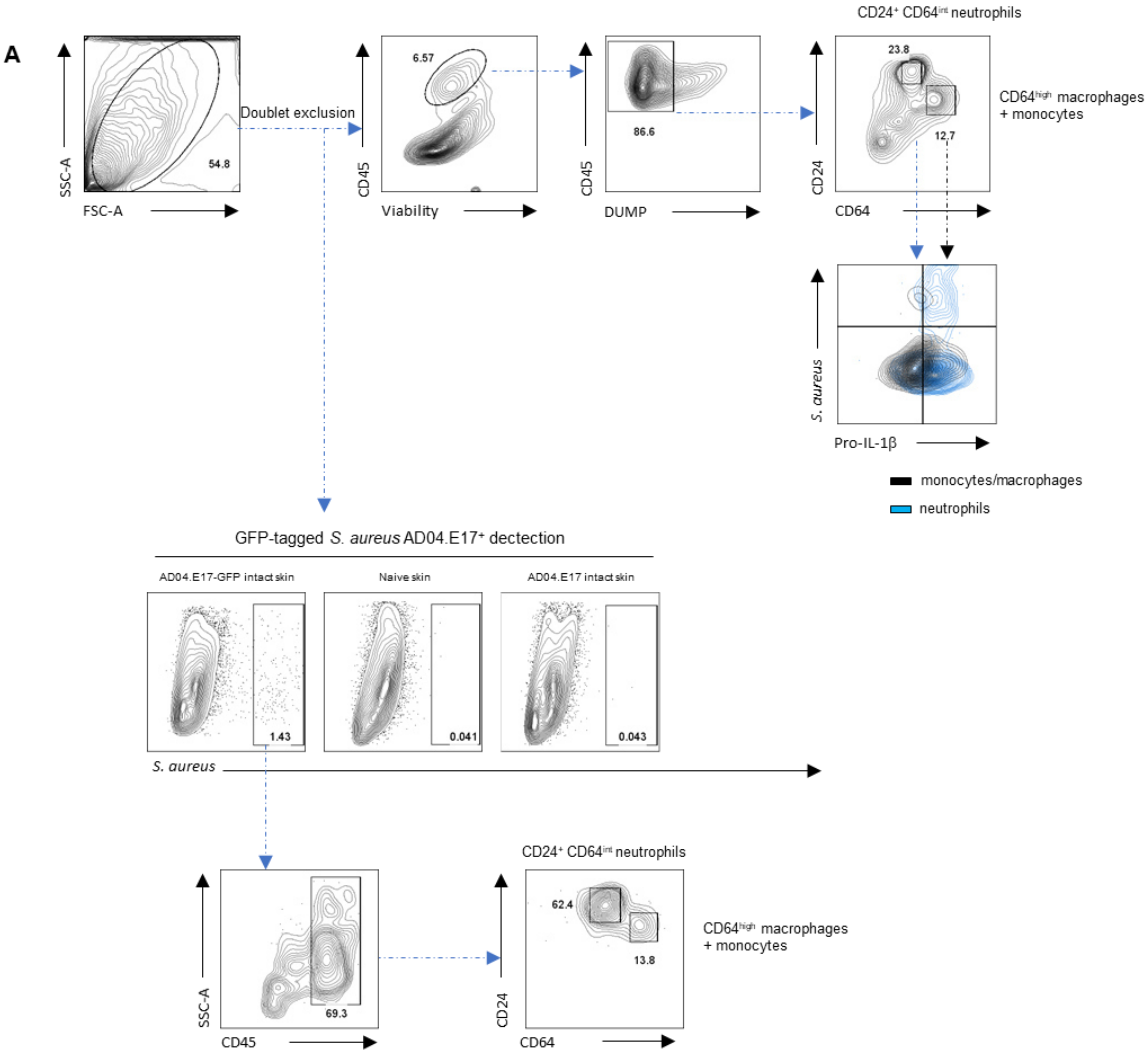 A
CD24⁺ CD64ⁱⁿᵗ neutrophils
SSC-A
54.8
FSC-A
Doublet exclusion
CD45
6.57
Viability
CD45
86.6
DUMP
CD24
23.8
12.7
CD64
CD64ʰⁱᵍʰ macrophages
+ monocytes
S. aureus
Pro-IL-1β
monocytes/macrophages
neutrophils
GFP-tagged S. aureus AD04.E17⁺ dectection
AD04.E17-GFP intact skin
Naive skin
AD04.E17 intact skin
1.43
0.041
0.043
S. aureus
SSC-A
69.3
CD45
CD24⁺ CD64ⁱⁿᵗ neutrophils
CD24
62.4
13.8
CD64
CD64ʰⁱᵍʰ macrophages
+ monocytes